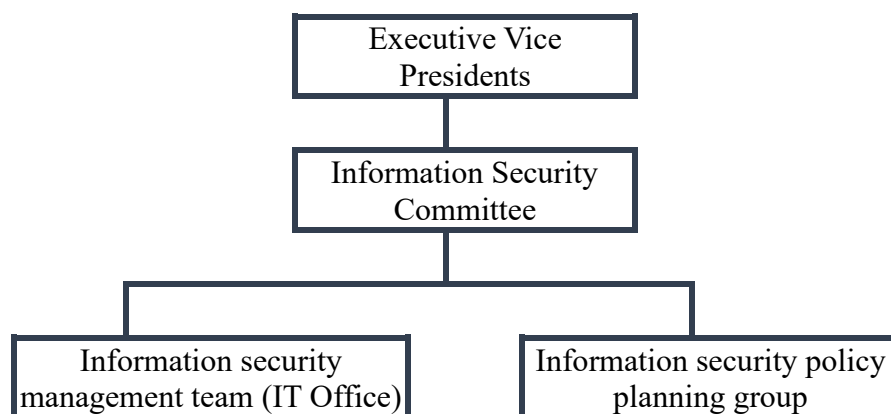 Executive Vice
Presidents
Information Security
Committee
Information security
management team (IT Office)
Information security policy
planning group